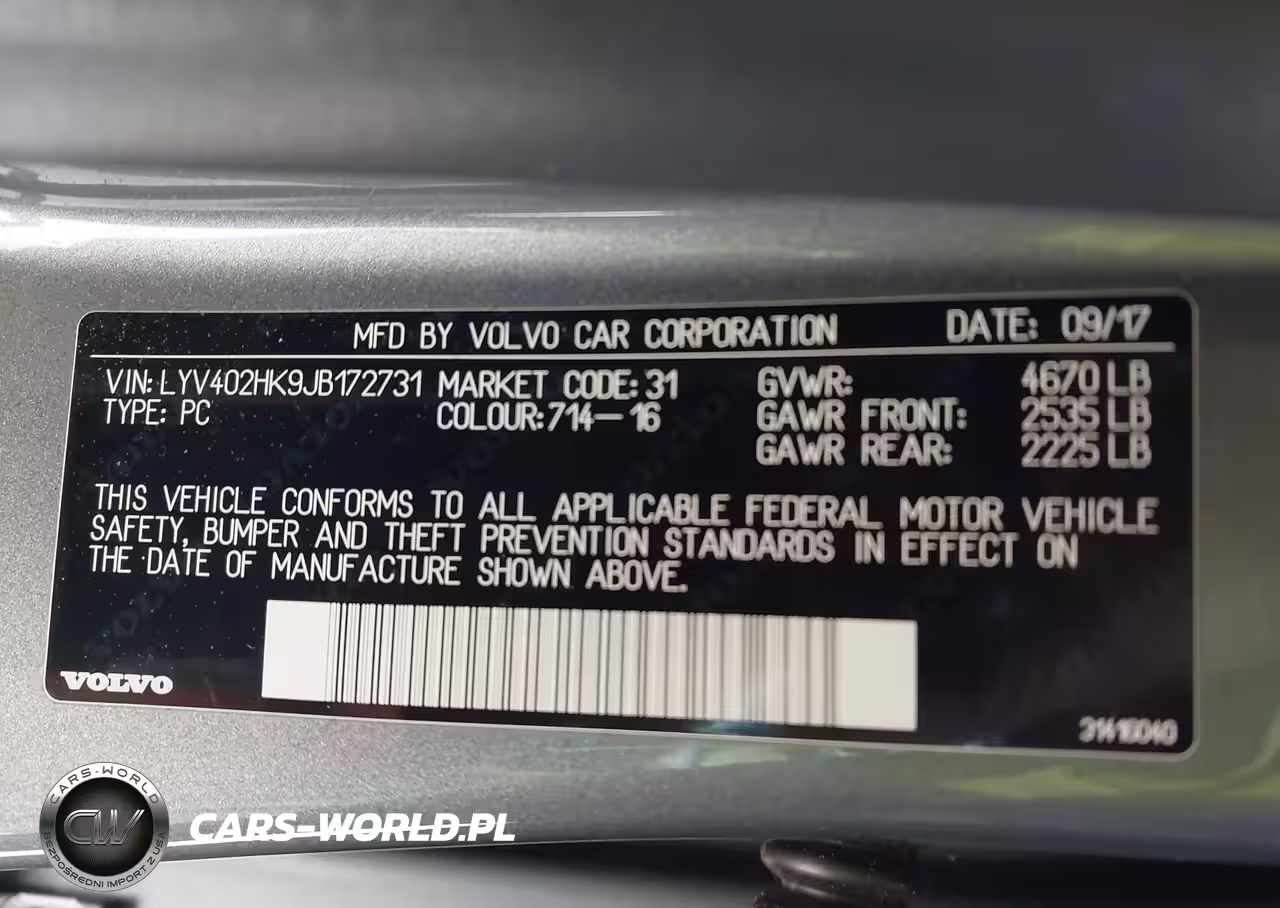 MFD BY VOLVO CAR CORPORATION DATE: 09/17
VIN: LYV402HK9JB172731 MARKET CODE: 31 GVWR: 4670 LB
TYPE: PC COLOUR: 714-16 GAWR FRONT: 2535 LB
GAWR REAR: 2225 LB
THIS VEHICLE CONFORMS TO ALL APPLICABLE FEDERAL MOTOR VEHICLE
SAFETY, BUMPER AND THEFT PREVENTION STANDARDS IN EFFECT ON
THE DATE OF MANUFACTURE SHOWN ABOVE.
VOLVO
CARS-WORLD
CW
BEZPOŚREDNI IMPORT Z USA
CARS-WORLD.PL